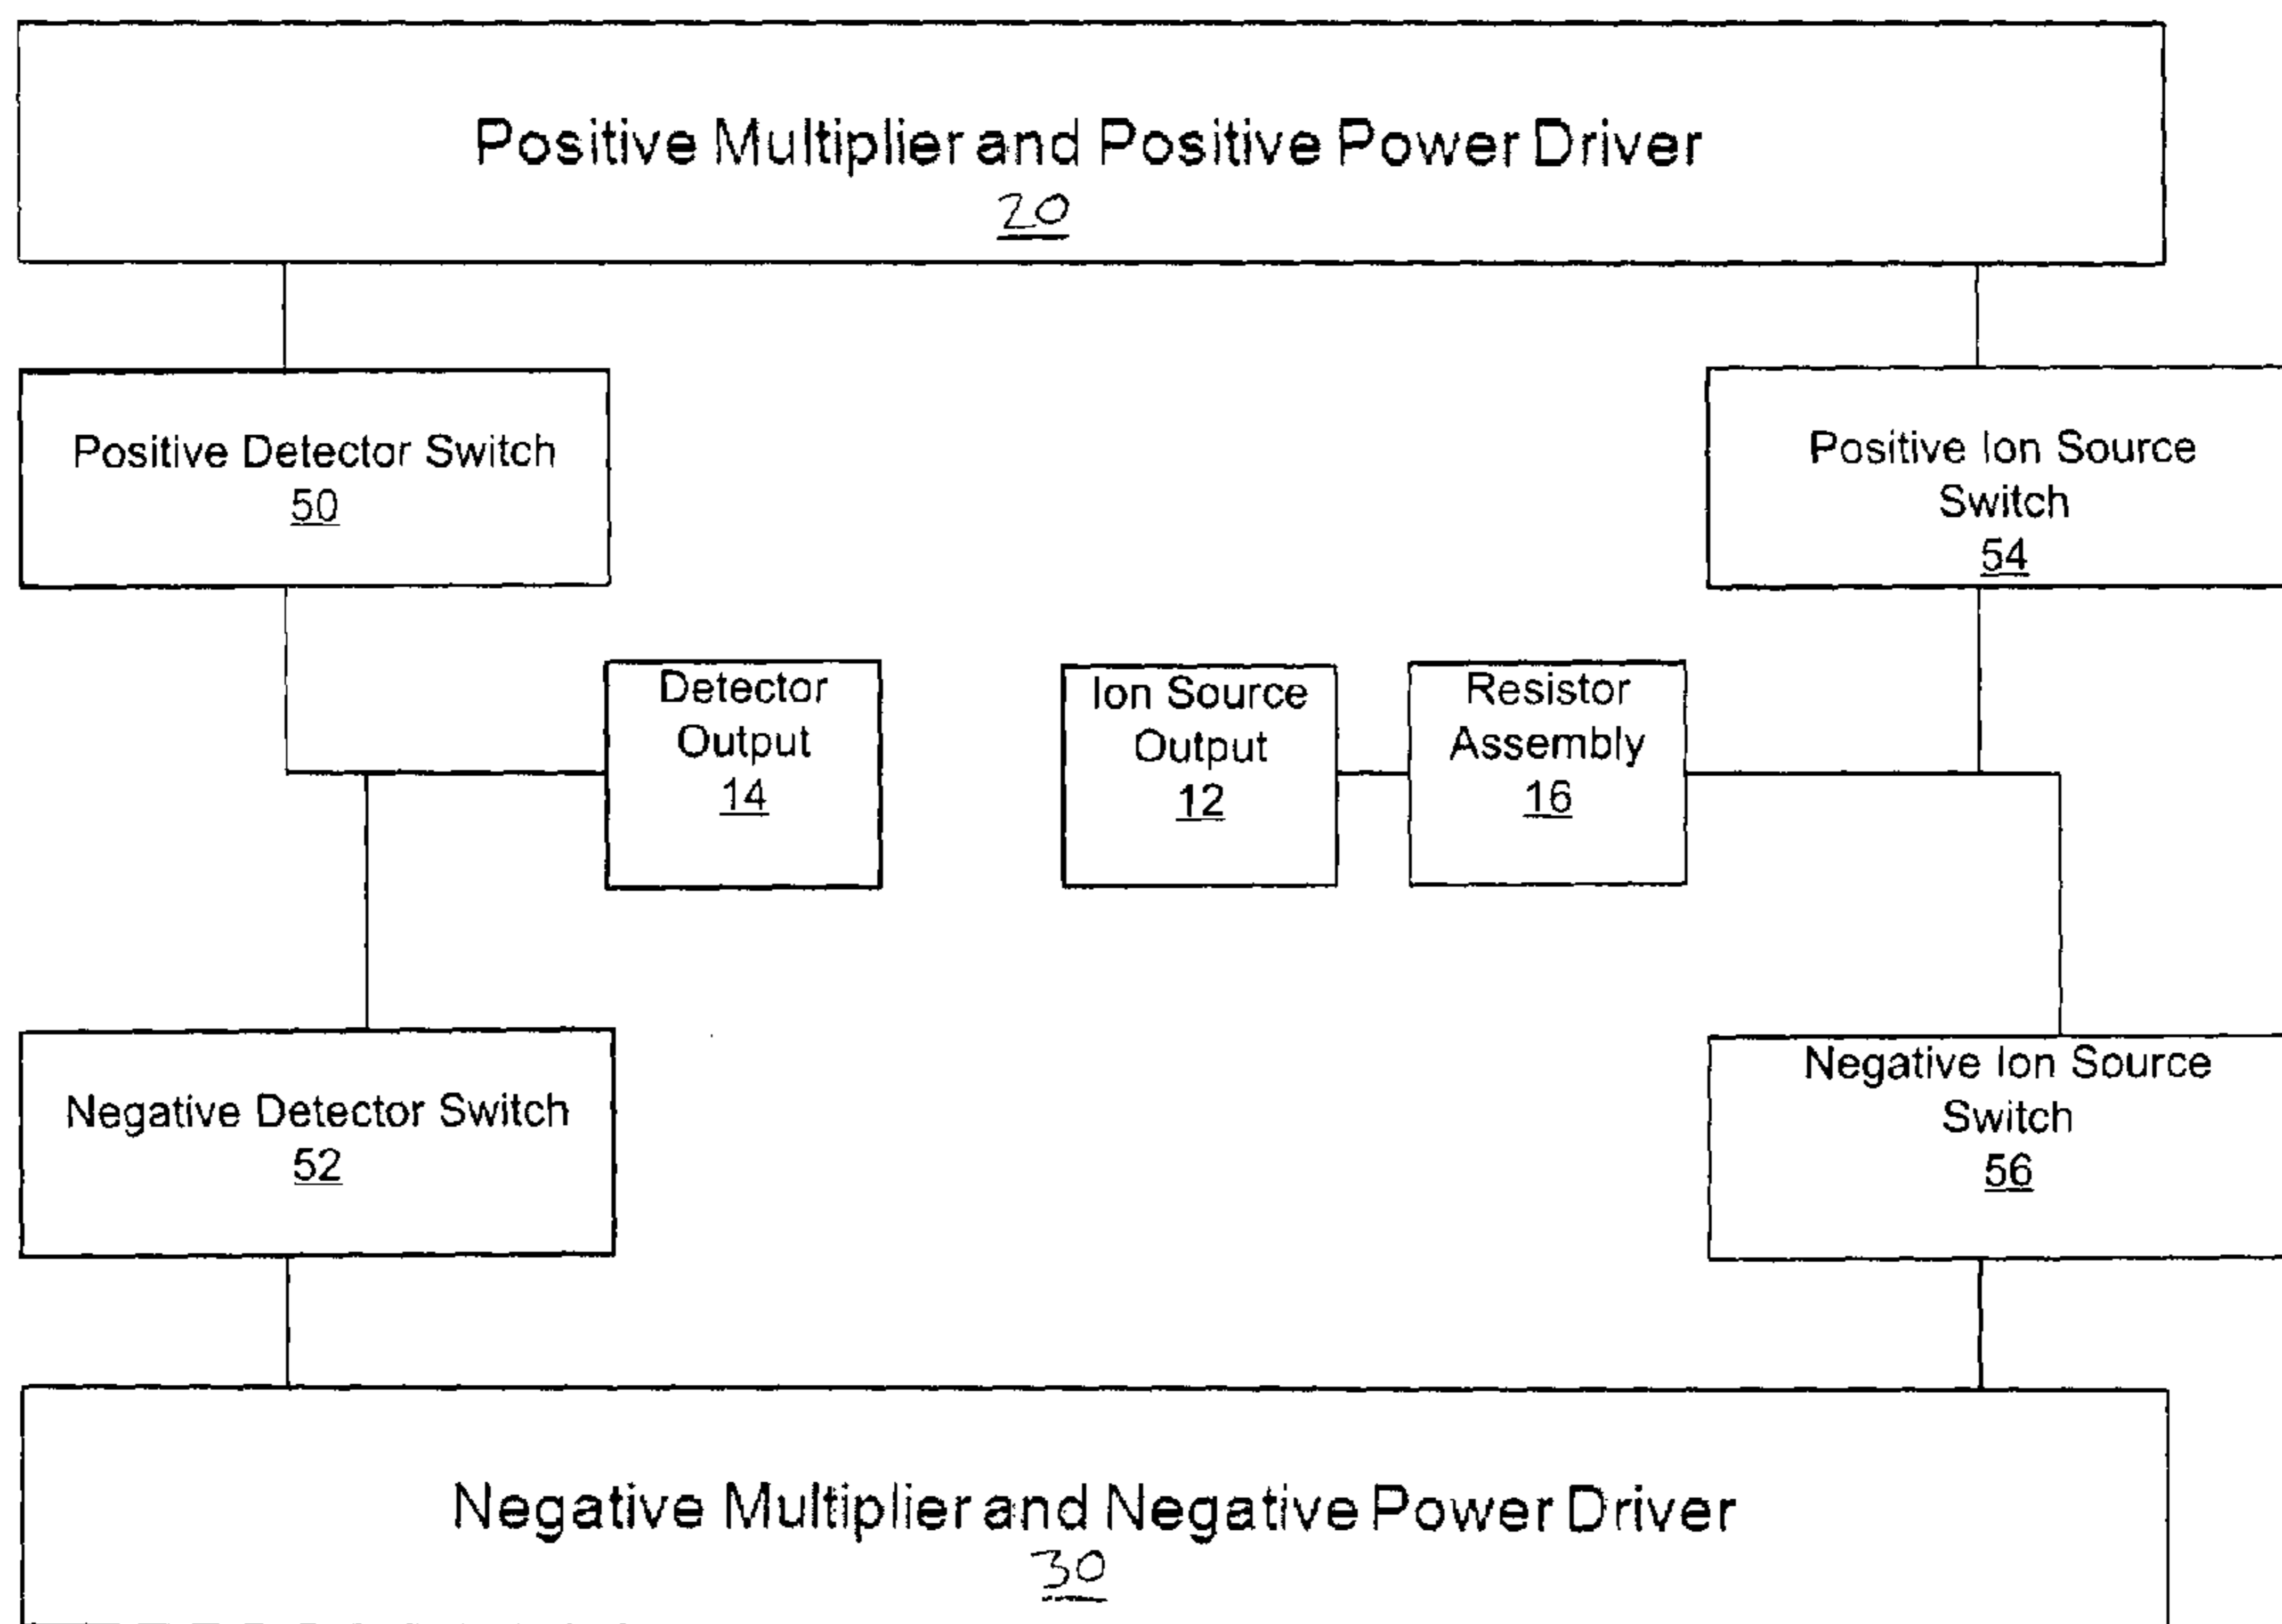 Positive Multiplier and Positive Power Driver
20
Positive Detector Switch
50
Positive Ion Source
Switch
54
Detector
Output
14
Ion Source
Output
12
Resistor
Assembly
16
Negative Detector Switch
52
Negative Ion Source
Switch
56
Negative Multiplier and Negative Power Driver
30